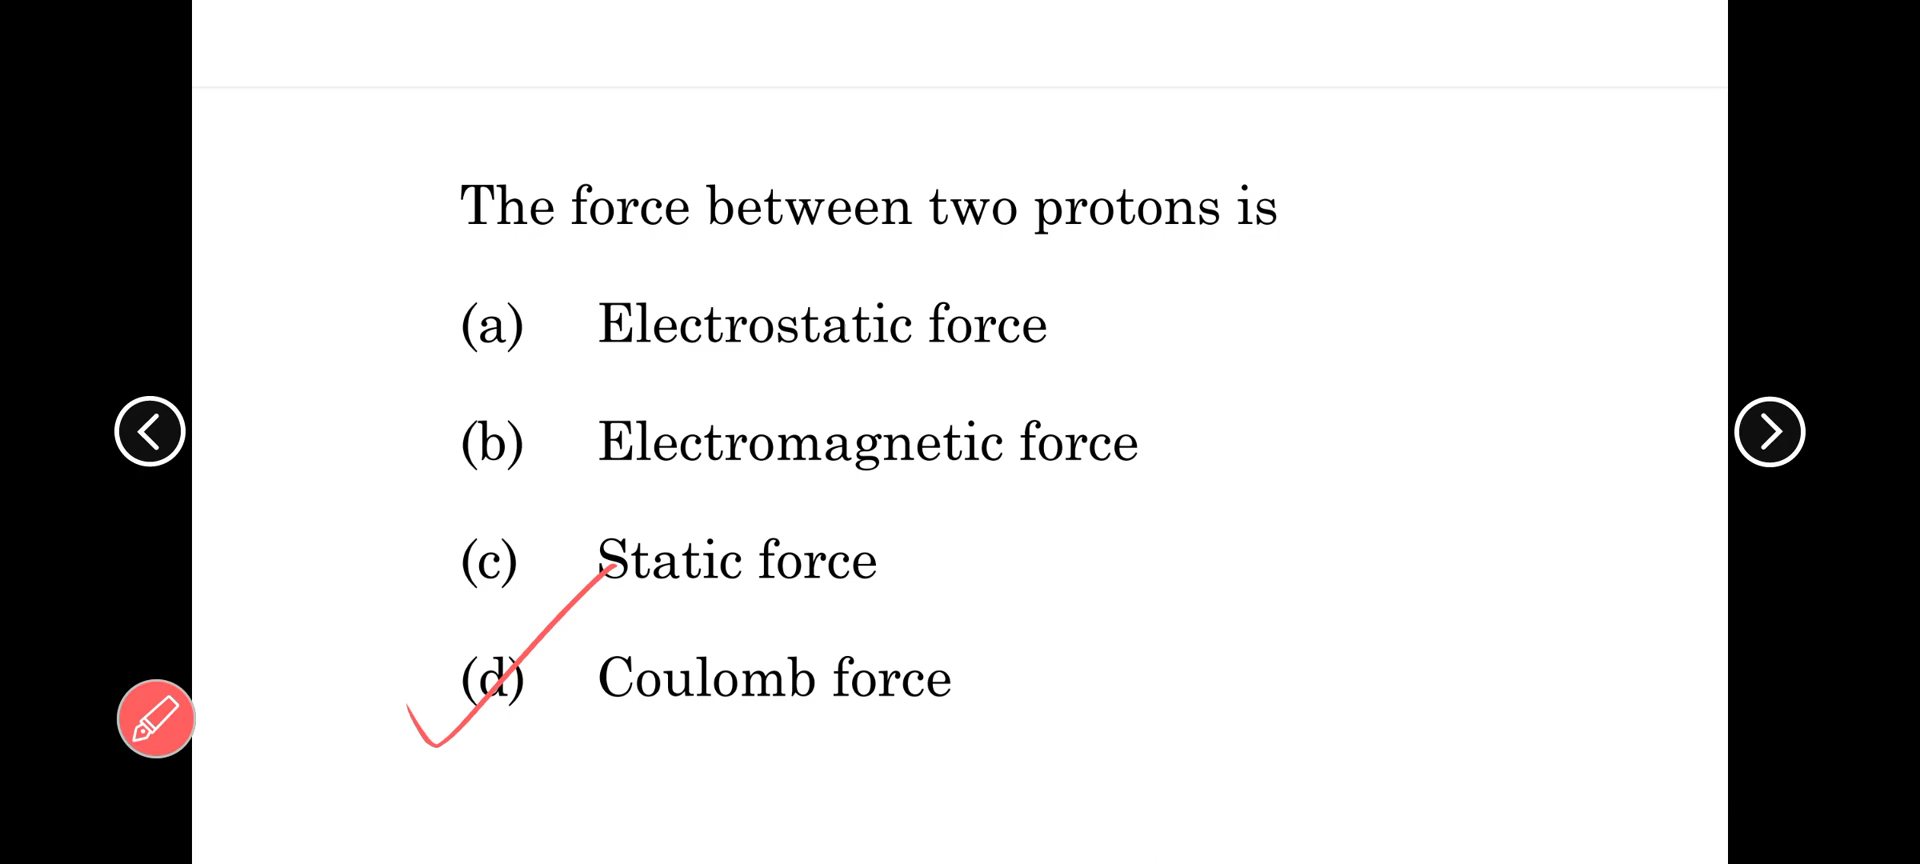 The force between two protons is
(a) Electrostatic force
(b) Electromagnetic force
(c) Static force
(d) Coulomb force